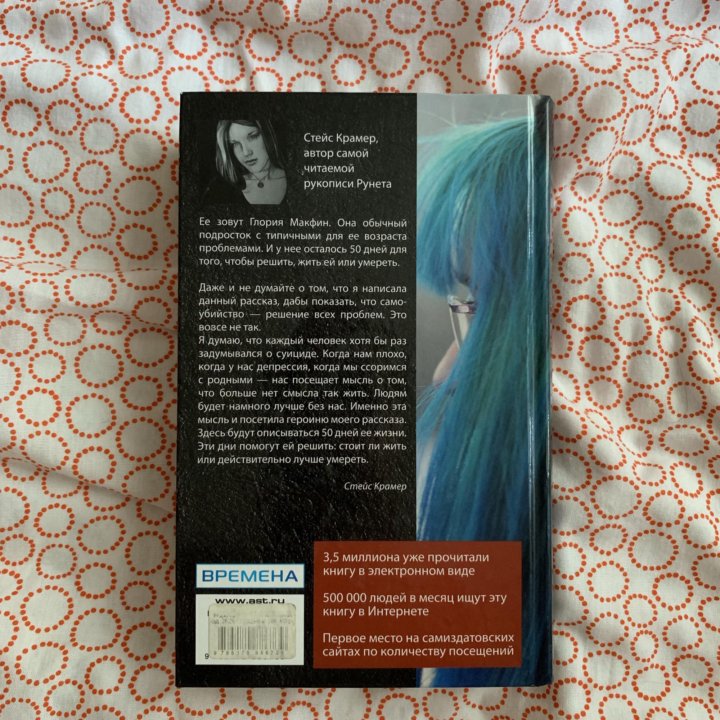 Стейс Крамер,
автор самой
читаемой
рукописи Рунета
Ее зовут Глория Макфин. Она обычный
подросток с типичными для ее возраста
проблемами. И у нее осталось 50 дней для
того, чтобы решить, жить ей или умереть.
Даже и не думайте о том, что я написала
данный рассказ, дабы показать, что само-
убийство — решение всех проблем. Это
вовсе не так.
Я думаю, что каждый человек хотя бы раз
задумывался о суициде. Когда нам плохо,
когда у нас депрессия, когда мы ссоримся
с родными — нас посещает мысль о том,
что больше нет смысла так жить. Людям
будет намного лучше без нас. Именно эта
мысль и посетила героиню моего рассказа.
Здесь будут описываться 50 дней ее жизни.
Эти дни помогут ей решить: стоит ли жить
или действительно лучше умереть.
Стейс Крамер
3,5 миллиона уже прочитали
книгу в электронном виде
500 000 людей в месяц ищут эту
книгу в Интернете
Первое место на самиздатовских
сайтах по количеству посещений
ВРЕМЕНА
www.ast.ru